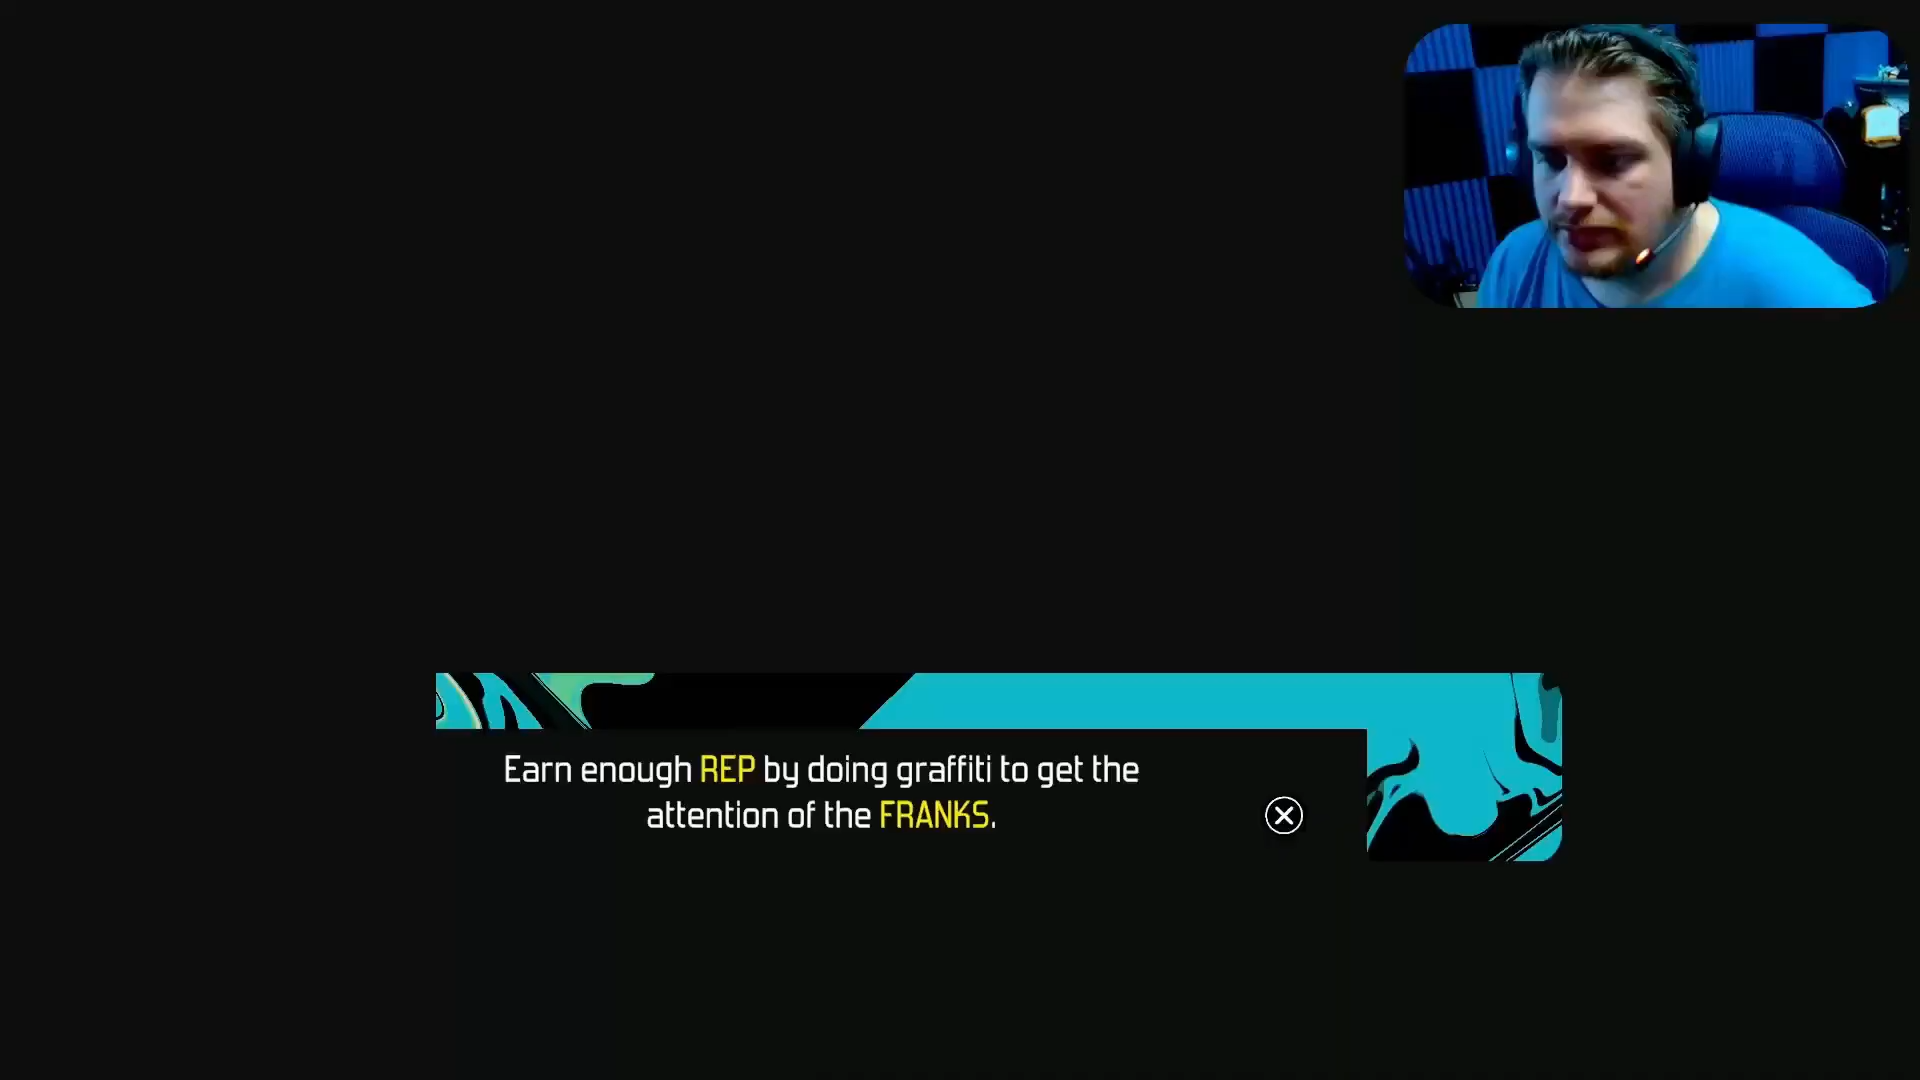 Earn enough REP by doing graffiti to get the
attention of the FRANKS.